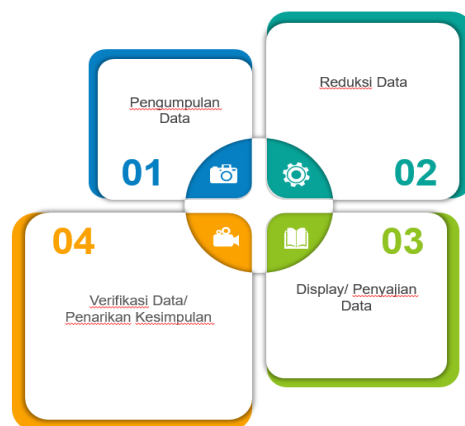 Pengumpulan
Data
01
Reduksi Data
02
04
Verifikasi Data/
Penarikan Kesimpulan
03
Display/ Penyajian
Data